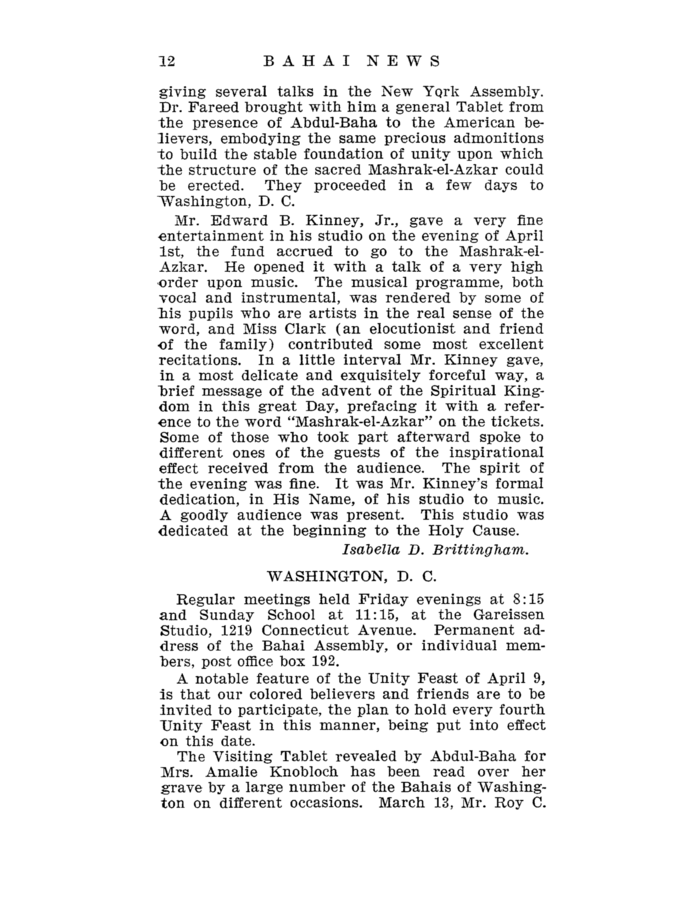 12 BAHAI NEWS
giving several talks in the New Yqrk Assembly.
Dr. Fareed brought with him a general Tablet from
the presence of Abdul-Baha to the American be-
lievers, embodying the same precious admonitions
to build the stable foundation of unity upon which
the structure of the sacred Mashrak-el-Azkar could
be erected. They proceeded in a few days to
Washington, D. C.
Mr. Edward B. Kinney, Jr., gave a very fine
entertainment in his studio on the evening of April
1st, the fund accrued to go to the Mashrak-el-
Azkar. He opened it with a talk of a very high
order upon music. The musical programme, both
vocal and instrumental, was rendered by some of
his pupils who are artists in the real sense of the
word, and Miss Clark (an elocutionist and friend
of the family) contributed some most excellent
recitations. In a little interval Mr. Kinney gave,
in a most delicate and exquisitely forceful way, a
brief message of the advent of the Spiritual King-
dom in this great Day, prefacing it with a refer-
ence to the word "Mashrak-el-Azkar" on the tickets.
Some of those who took part afterward spoke to
different ones of the guests of the inspirational
effect received from the audience. The spirit of
the evening was fine. It was Mr. Kinney's formal
dedication, in His Name, of his studio to music.
A goodly audience was present. This studio was
dedicated at the beginning to the Holy Cause.
Isabella D. Brittingham.
WASHINGTON, D. C.
Regular meetings held Friday evenings at 8:15
and Sunday School at 11:15, at the Gareissen
Studio, 1219 Connecticut Avenue. Permanent ad-
dress of the Bahai Assembly, or individual mem-
bers, post office box 192.
A notable feature of the Unity Feast of April 9,
is that our colored believers and friends are to be
invited to participate, the plan to hold every fourth
Unity Feast in this manner, being put into effect
on this date.
The Visiting Tablet revealed by Abdul-Baha for
Mrs. Amalie Knobloch has been read over her
grave by a large number of the Bahais of Washing-
ton on different occasions. March 13, Mr. Roy C.